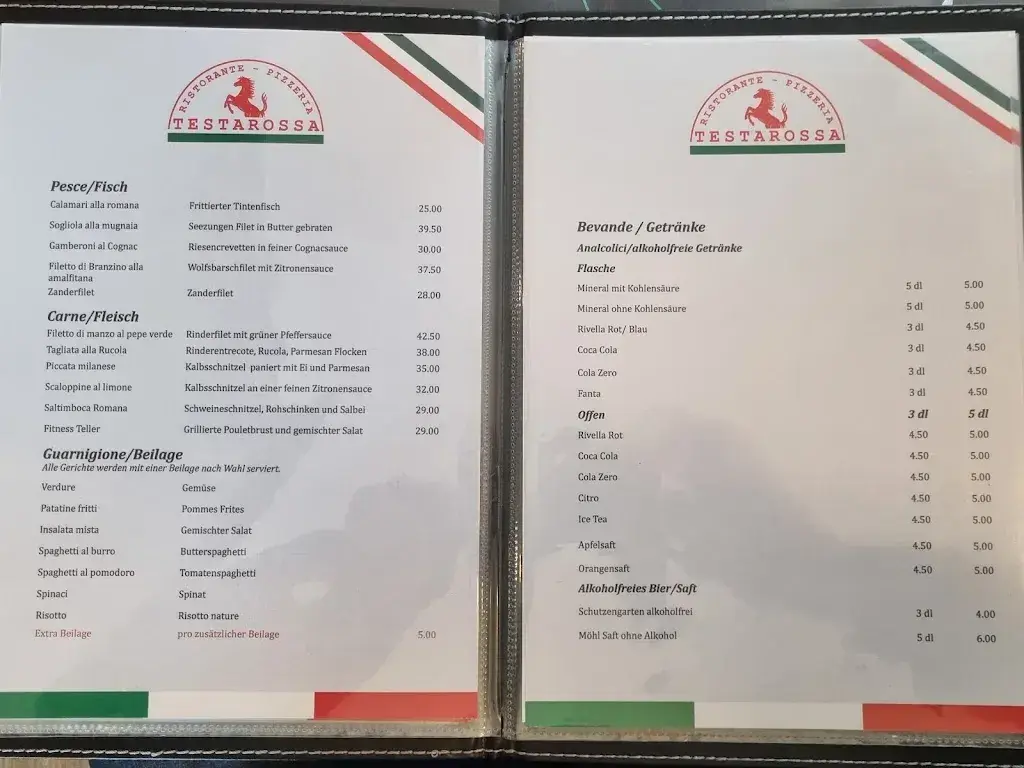 RISTORANTE - PIZZERIA
TESTAROSSA
Pesce/Fisch
Calamari alla romana Frittierter Tintenfisch 25.00
Sogliola alla mugnaia Seezungen Filet in Butter gebraten 39.50
Gamberoni al Cognac Riesencrevetten in feiner Cognacsauce 30.00
Filetto di Branzino alla Wolfsbarschfilet mit Zitronensauce 37.50
amalfitana
Zanderfilet Zanderfilet 28.00
Carne/Fleisch
Filetto di manzo al pepe verde Rinderfilet mit grüner Pfeffersauce 42.50
Tagliata alla Rucola Rinderentrecote, Rucola, Parmesan Flocken 38.00
Piccata milanese Kalbsschnitzel paniert mit Ei und Parmesan 35.00
Scaloppine al limone Kalbsschnitzel an einer feinen Zitronensauce 32.00
Saltimboca Romana Schweineschnitzel, Rohschinken und Salbei 29.00
Fitness Teller Grillierte Pouletbrust und gemischter Salat 29.00
Guarnigione/Beilage
Alle Gerichte werden mit einer Beilage nach Wahl serviert.
Verdure Gemüse
Patatine fritti Pommes Frites
Insalata mista Gemischter Salat
Spaghetti al burro Butterspaghetti
Spaghetti al pomodoro Tomatenspaghetti
Spinaci Spinat
Risotto Risotto nature
Extra Beilage pro zusätzlicher Beilage 5.00
RISTORANTE - PIZZERIA
TESTAROSSA
Bevande / Getränke
Analcolici/alkoholfreie Getränke
Flasche
Mineral mit Kohlensäure 5 dl 5.00
Mineral ohne Kohlensäure 5 dl 5.00
Rivella Rot/ Blau 3 dl 4.50
Coca Cola 3 dl 4.50
Cola Zero 3 dl 4.50
Fanta 3 dl 4.50
Offen 3 dl 5 dl
Rivella Rot 4.50 5.00
Coca Cola 4.50 5.00
Cola Zero 4.50 5.00
Citro 4.50 5.00
Ice Tea 4.50 5.00
Apfelsaft 4.50 5.00
Orangensaft 4.50 5.00
Alkoholfreies Bier/Saft
Schutzengarten alkoholfrei 3 dl 4.00
Möhl Saft ohne Alkohol 5 dl 6.00